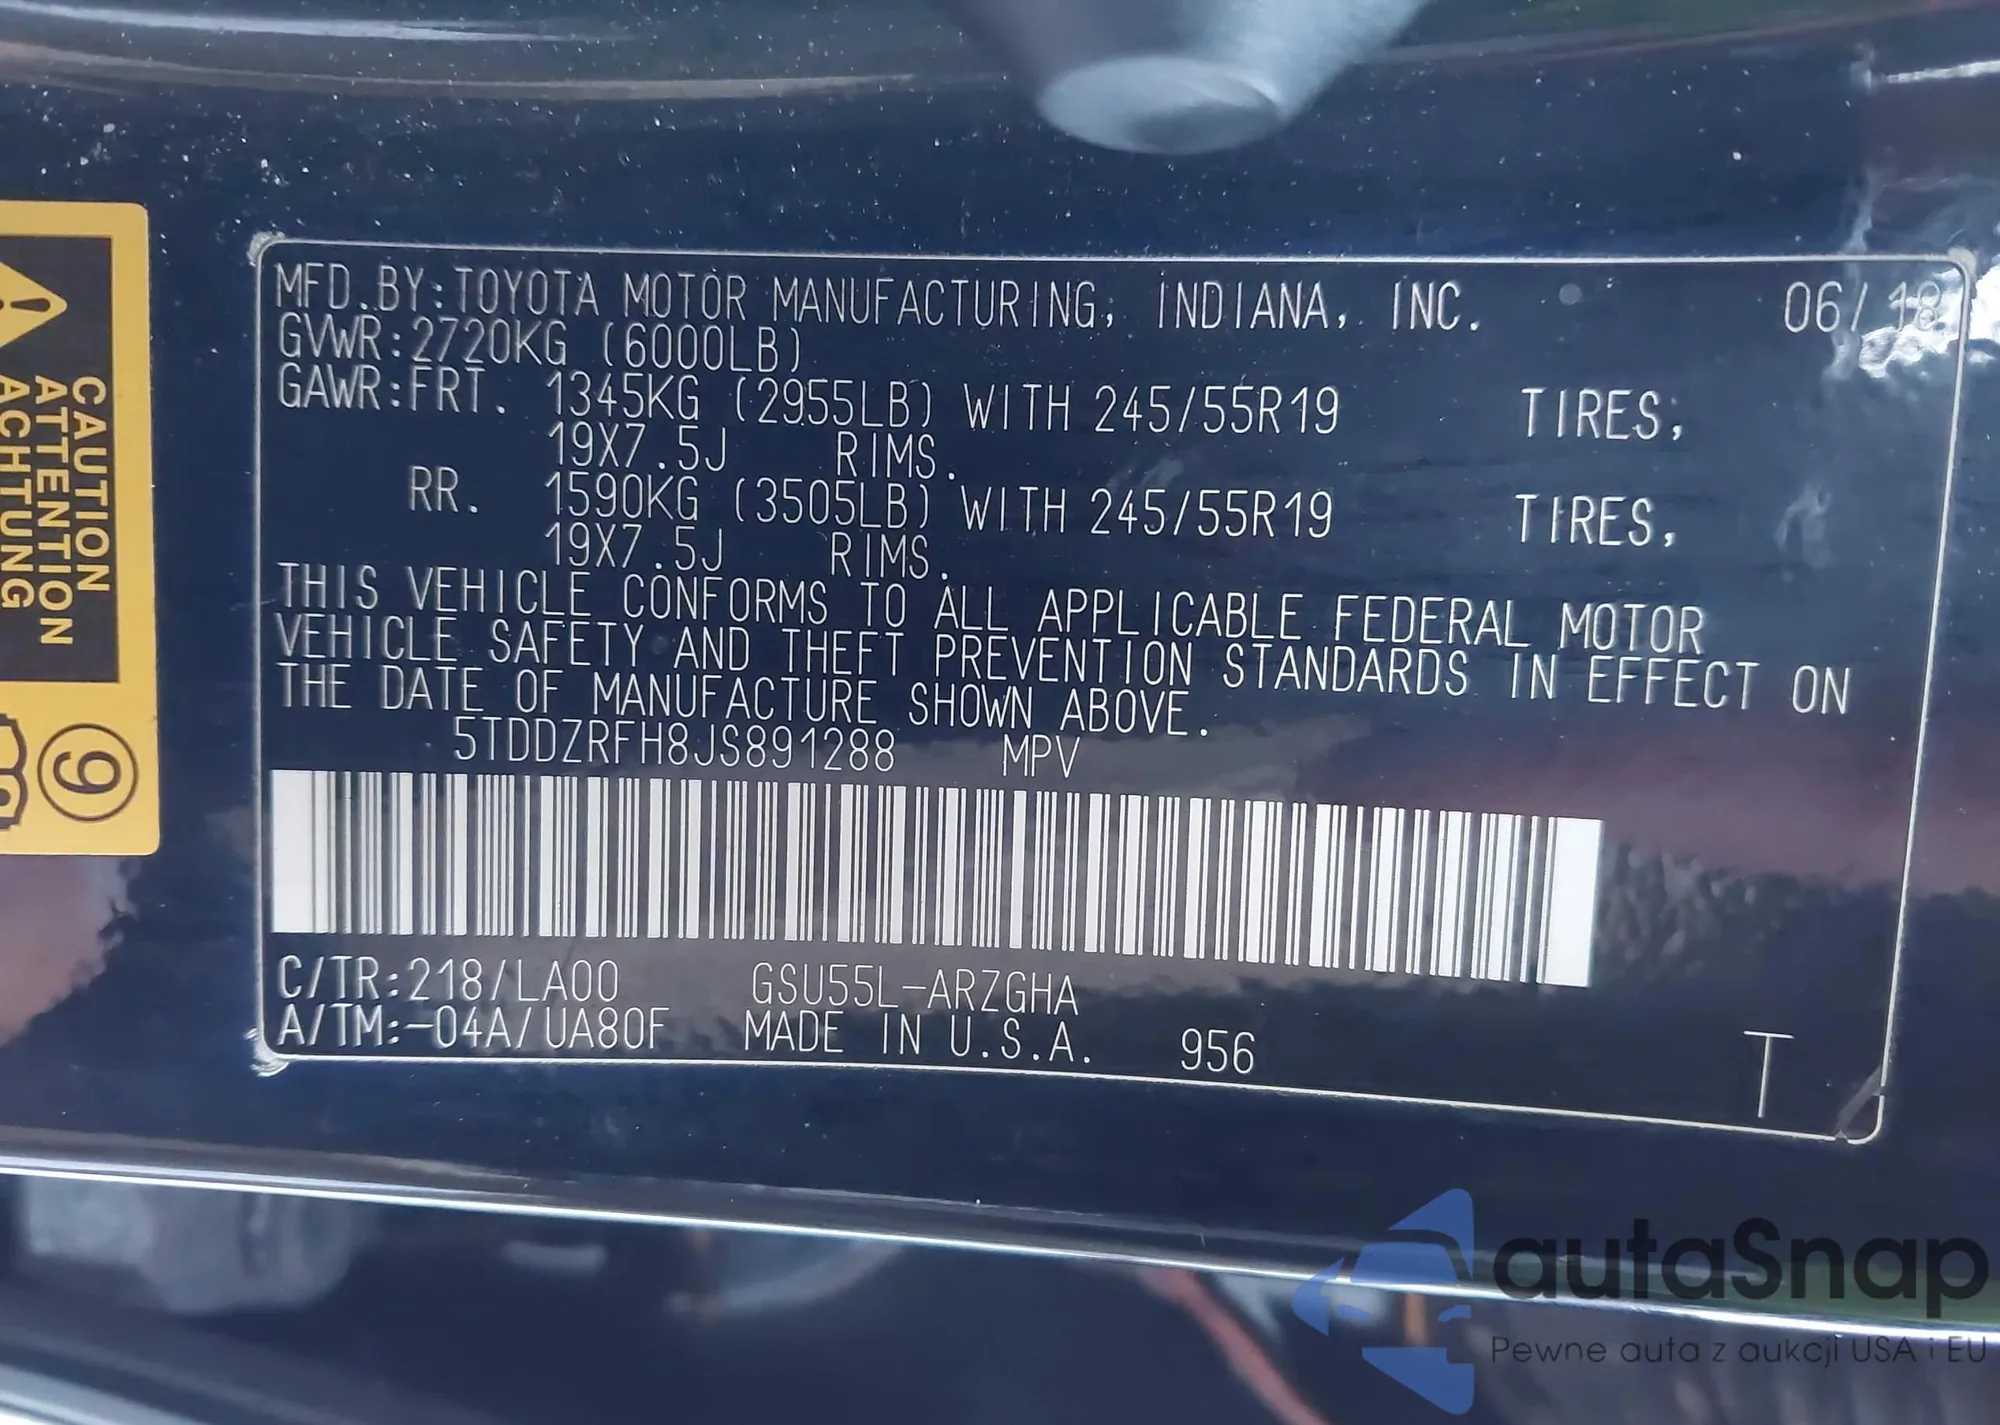 MFD.BY:TOYOTA MOTOR MANUFACTURING, INDIANA, INC. 06/18
GVWR:2720KG (6000LB)
GAWR:FRT. 1345KG (2955LB) WITH 245/55R19 TIRES,
19X7.5J RIMS.
RR. 1590KG (3505LB) WITH 245/55R19 TIRES,
19X7.5J RIMS.
THIS VEHICLE CONFORMS TO ALL APPLICABLE FEDERAL MOTOR
VEHICLE SAFETY AND THEFT PREVENTION STANDARDS IN EFFECT ON
THE DATE OF MANUFACTURE SHOWN ABOVE.
5TDDZRFH8JS891288 MPV
C/TR:218/LA00 GSU55L-ARZGHA
A/TM:-04A/UA80F MADE IN U.S.A. 956 T
CAUTION
ATTENTION
ACHTUNG
9
autaSnap
Pewne auta z aukcji USA i EU